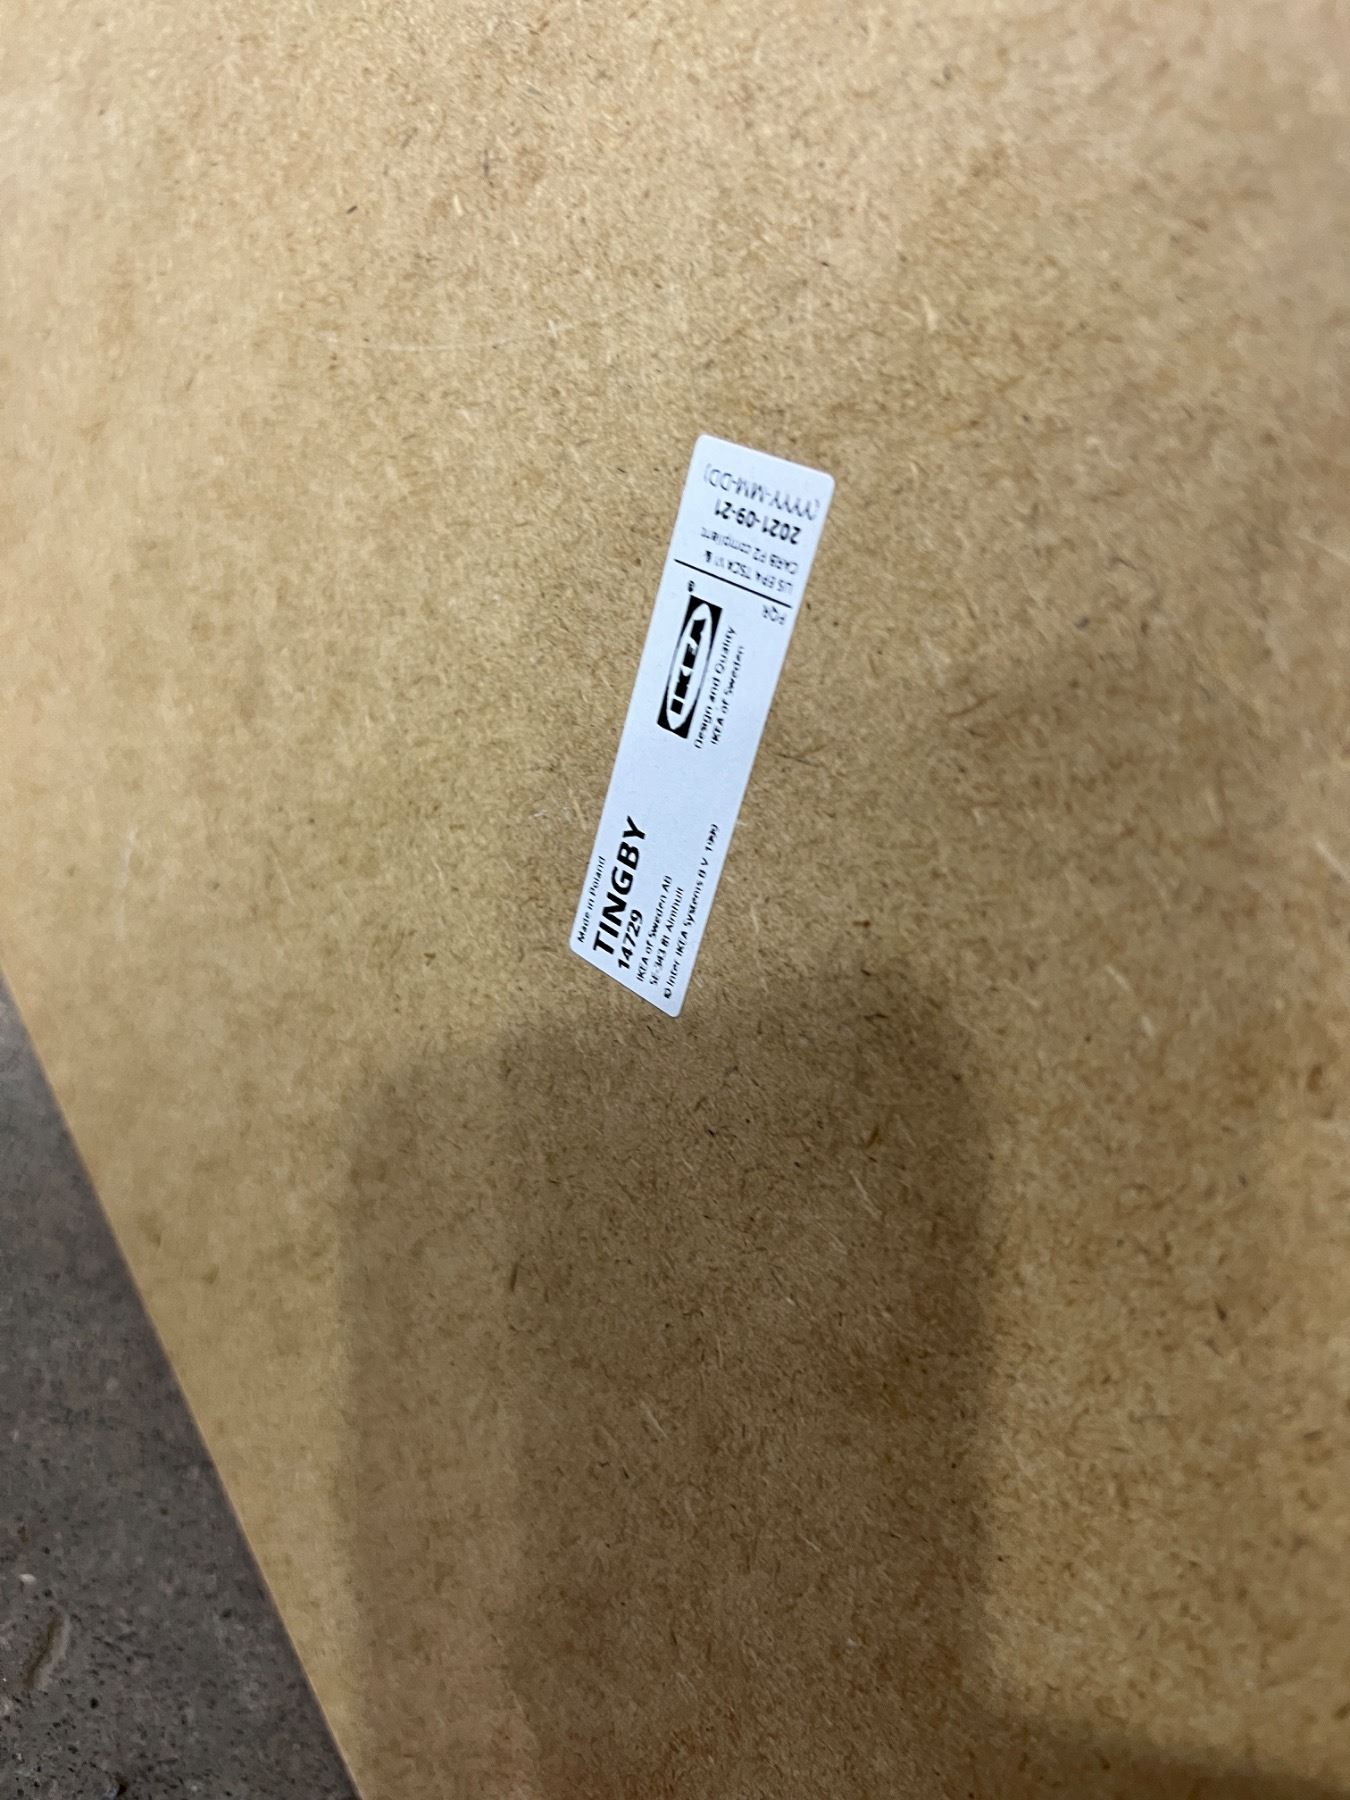 Made in Poland
TINGBY
14729
IKEA of Sweden AB
SE-343 81 Älmhult
© Inter IKEA Systems B.V. 1999
IKEA®
Design and Quality
IKEA of Sweden
PQR
US EPA TSCA VI &
CARB P2 compliant
2021-09-21
(YYYY-MM-DD)